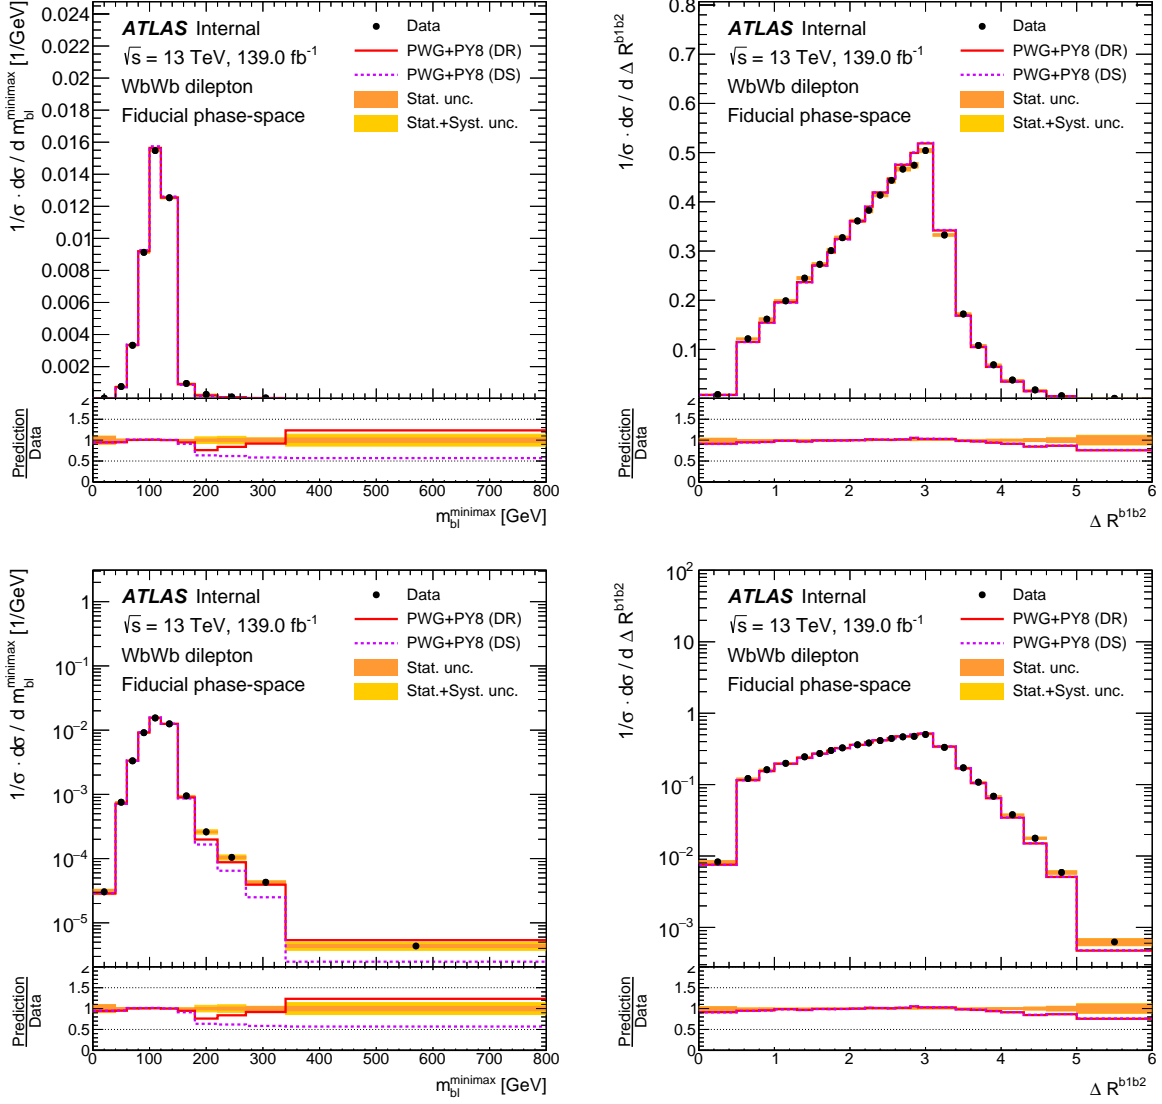 1/σ · dσ / d m_bl^minimax [1/GeV]
0.024
0.022
0.02
0.018
0.016
0.014
0.012
0.01
0.008
0.006
0.004
0.002
ATLAS Internal
√s = 13 TeV, 139.0 fb⁻¹
WbWb dilepton
Fiducial phase-space
Data
PWG+PY8 (DR)
PWG+PY8 (DS)
Stat. unc.
Stat.+Syst. unc.
Prediction
Data
2
1.5
1
0.5
0
0 100 200 300 400 500 600 700 800
m_bl^minimax [GeV]
1/σ · dσ / d Δ R^b1b2
0.8
0.7
0.6
0.5
0.4
0.3
0.2
0.1
ATLAS Internal
√s = 13 TeV, 139.0 fb⁻¹
WbWb dilepton
Fiducial phase-space
Data
PWG+PY8 (DR)
PWG+PY8 (DS)
Stat. unc.
Stat.+Syst. unc.
Prediction
Data
2
1.5
1
0.5
0
0 1 2 3 4 5 6
Δ R^b1b2
1/σ · dσ / d m_bl^minimax [1/GeV]
1
10⁻¹
10⁻²
10⁻³
10⁻⁴
10⁻⁵
ATLAS Internal
√s = 13 TeV, 139.0 fb⁻¹
WbWb dilepton
Fiducial phase-space
Data
PWG+PY8 (DR)
PWG+PY8 (DS)
Stat. unc.
Stat.+Syst. unc.
Prediction
Data
2
1.5
1
0.5
0
0 100 200 300 400 500 600 700 800
m_bl^minimax [GeV]
1/σ · dσ / d Δ R^b1b2
10²
10
1
10⁻¹
10⁻²
10⁻³
ATLAS Internal
√s = 13 TeV, 139.0 fb⁻¹
WbWb dilepton
Fiducial phase-space
Data
PWG+PY8 (DR)
PWG+PY8 (DS)
Stat. unc.
Stat.+Syst. unc.
Prediction
Data
2
1.5
1
0.5
0
0 1 2 3 4 5 6
Δ R^b1b2